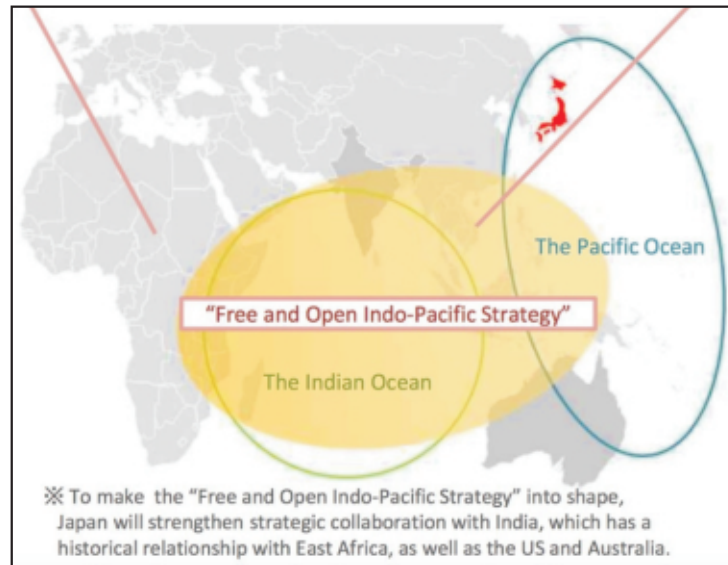 The Pacific Ocean
“Free and Open Indo-Pacific Strategy”
The Indian Ocean
※ To make the “Free and Open Indo-Pacific Strategy” into shape,
Japan will strengthen strategic collaboration with India, which has a
historical relationship with East Africa, as well as the US and Australia.